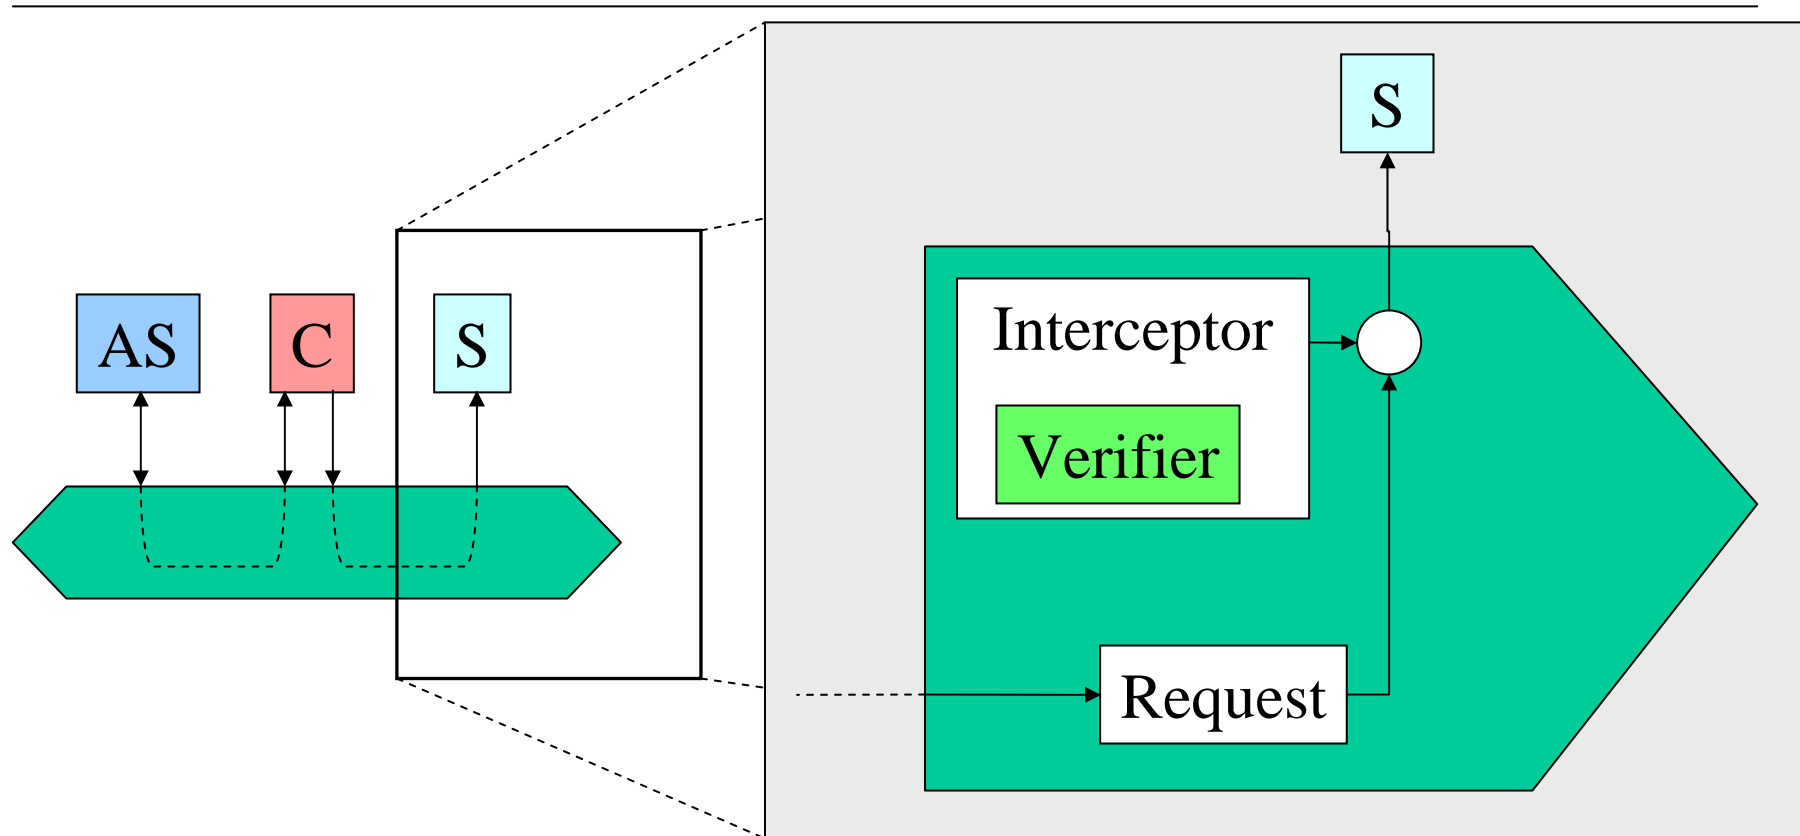 AS
C
S
S
Interceptor
Verifier
Request